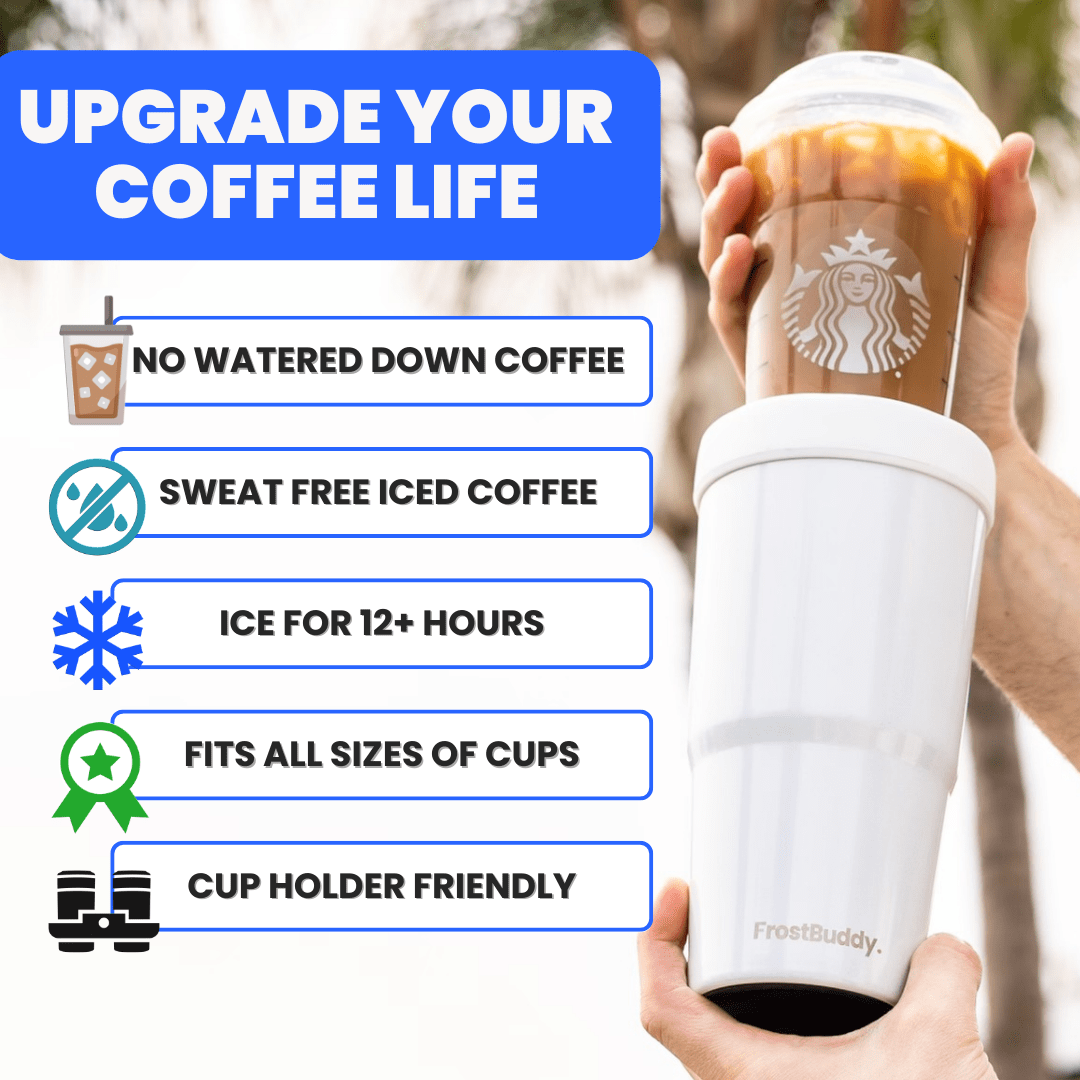 UPGRADE YOUR
COFFEE LIFE
NO WATERED DOWN COFFEE
SWEAT FREE ICED COFFEE
ICE FOR 12+ HOURS
FITS ALL SIZES OF CUPS
CUP HOLDER FRIENDLY
FrostBuddy.